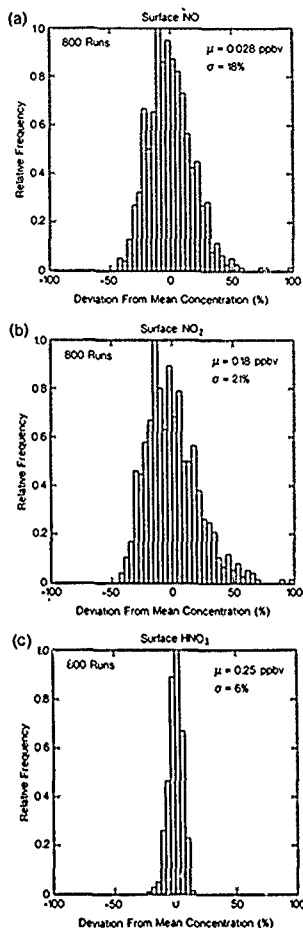 (a)
Surface NO
800 Runs
μ = 0.028 ppbv
σ = 18%
Relative Frequency
1.0
0.8
0.6
0.4
0.2
0
-100
-50
0
50
100
Deviation From Mean Concentration (%)
(b)
Surface NO₂
800 Runs
μ = 0.18 ppbv
σ = 21%
Relative Frequency
1.0
0.8
0.6
0.4
0.2
0
-100
-50
0
50
100
Deviation From Mean Concentration (%)
(c)
Surface HNO₃
800 Runs
μ = 0.25 ppbv
σ = 6%
Relative Frequency
1.0
0.8
0.6
0.4
0.2
0
-100
-50
0
50
100
Deviation From Mean Concentration (%)